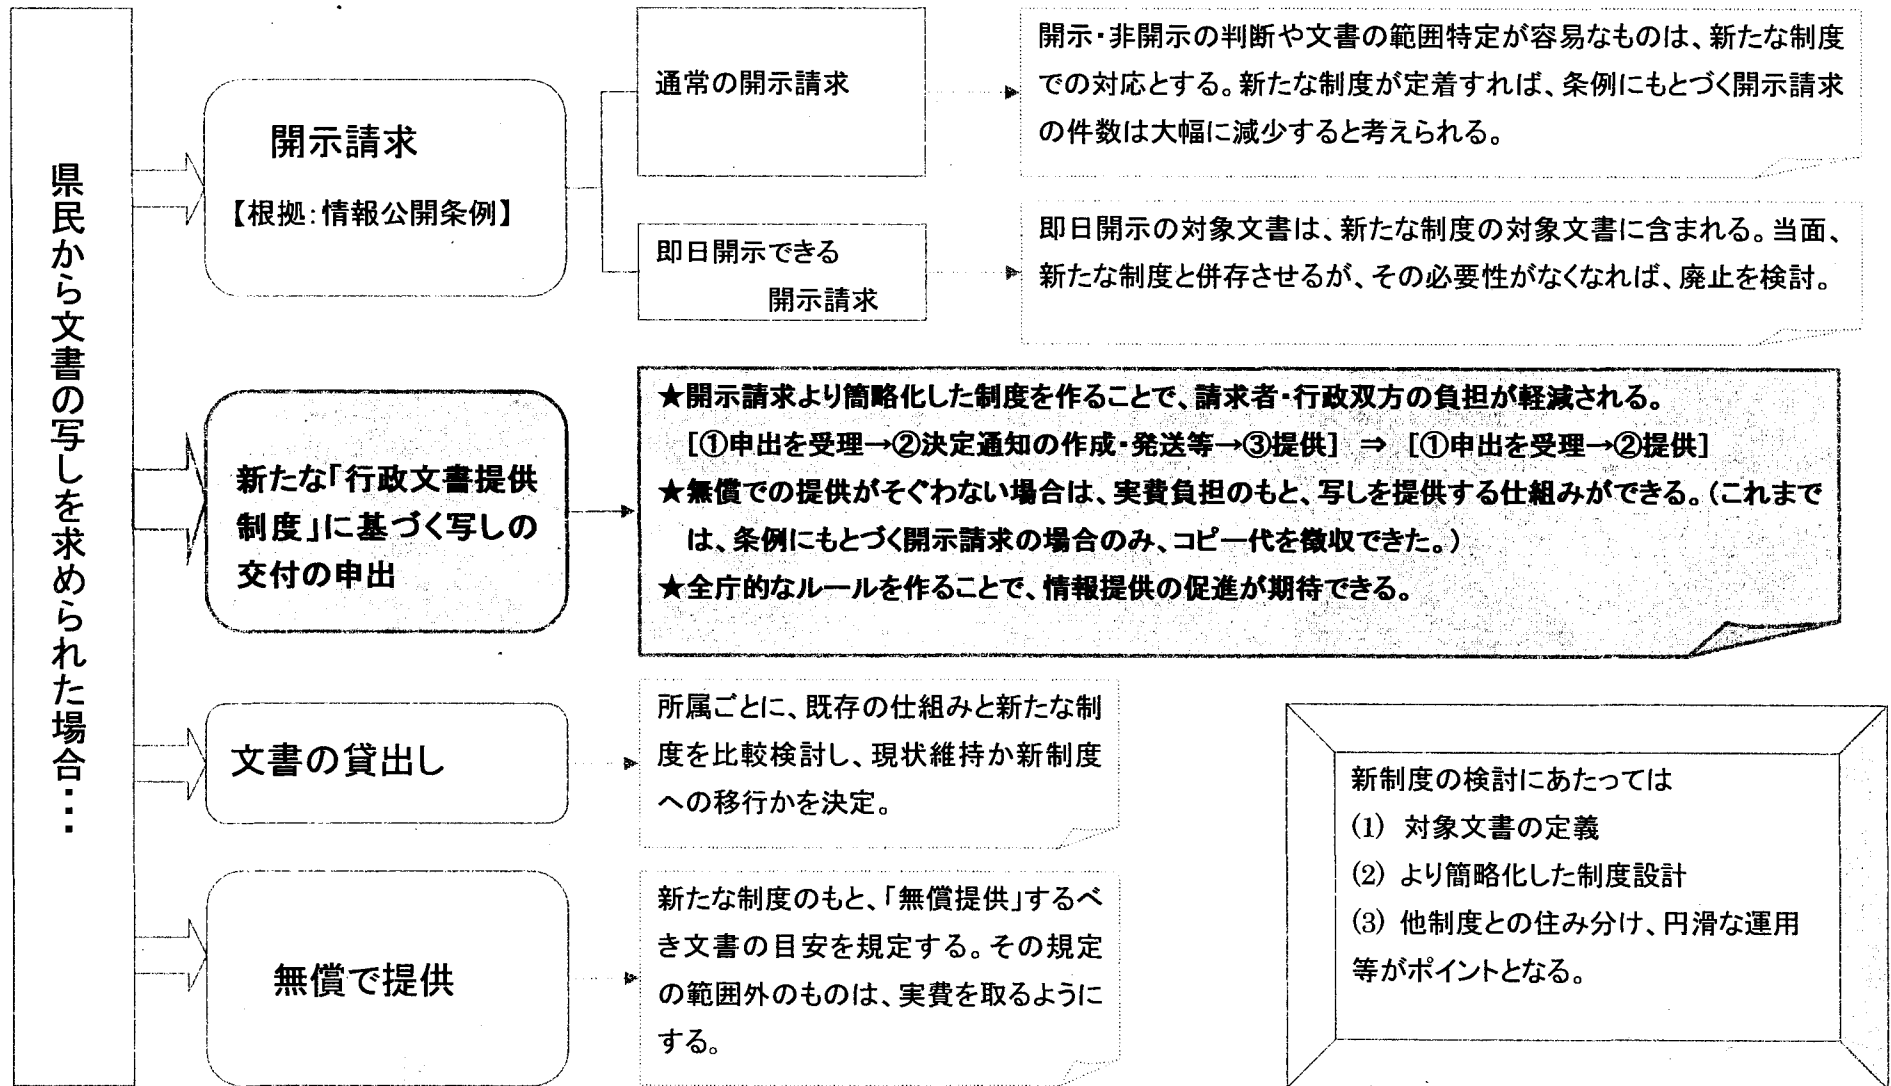 県民から文書の写しを求められた場合・・・
開示請求
【根拠:情報公開条例】
通常の開示請求
開示・非開示の判断や文書の範囲特定が容易なものは、新たな制度
での対応とする。新たな制度が定着すれば、条例にもとづく開示請求
の件数は大幅に減少すると考えられる。
即日開示できる
開示請求
即日開示の対象文書は、新たな制度の対象文書に含まれる。当面、
新たな制度と併存させるが、その必要性がなくなれば、廃止を検討。
新たな「行政文書提供
制度」に基づく写しの
交付の申出
★開示請求より簡略化した制度を作ることで、請求者・行政双方の負担が軽減される。
[①申出を受理→②決定通知の作成・発送等→③提供] ⇒ [①申出を受理→②提供]
★無償での提供がそぐわない場合は、実費負担のもと、写しを提供する仕組みができる。(これまで
は、条例にもとづく開示請求の場合のみ、コピー代を徴収できた。)
★全庁的なルールを作ることで、情報提供の促進が期待できる。
文書の貸出し
所属ごとに、既存の仕組みと新たな制
度を比較検討し、現状維持か新制度
への移行かを決定。
無償で提供
新たな制度のもと、「無償提供」するべ
き文書の目安を規定する。その規定
の範囲外のものは、実費を取るように
する。
新制度の検討にあたっては
(1) 対象文書の定義
(2) より簡略化した制度設計
(3) 他制度との住み分け、円滑な運用
等がポイントとなる。